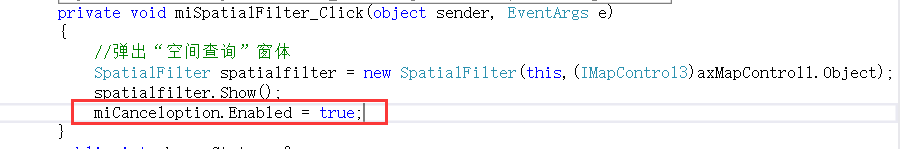 private void miSpatialFilter_Click(object sender, EventArgs e)
{
//弹出“空间查询”窗体
SpatialFilter spatialfilter = new SpatialFilter(this,(IMapControl3)axMapControl1.Object);
spatialfilter.Show();
miCanceloption.Enabled = true;
}